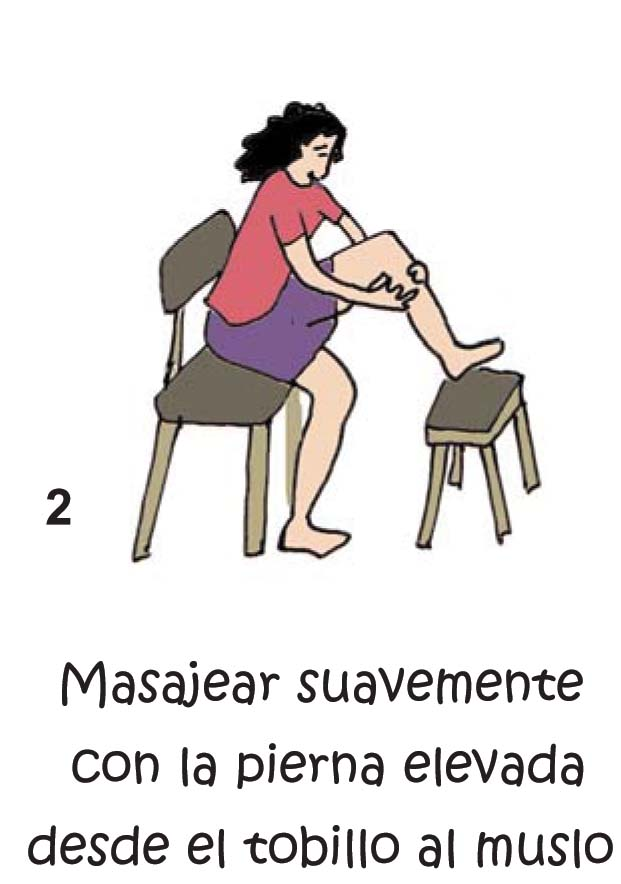 2
Masajear suavemente
con la pierna elevada
desde el tobillo al muslo